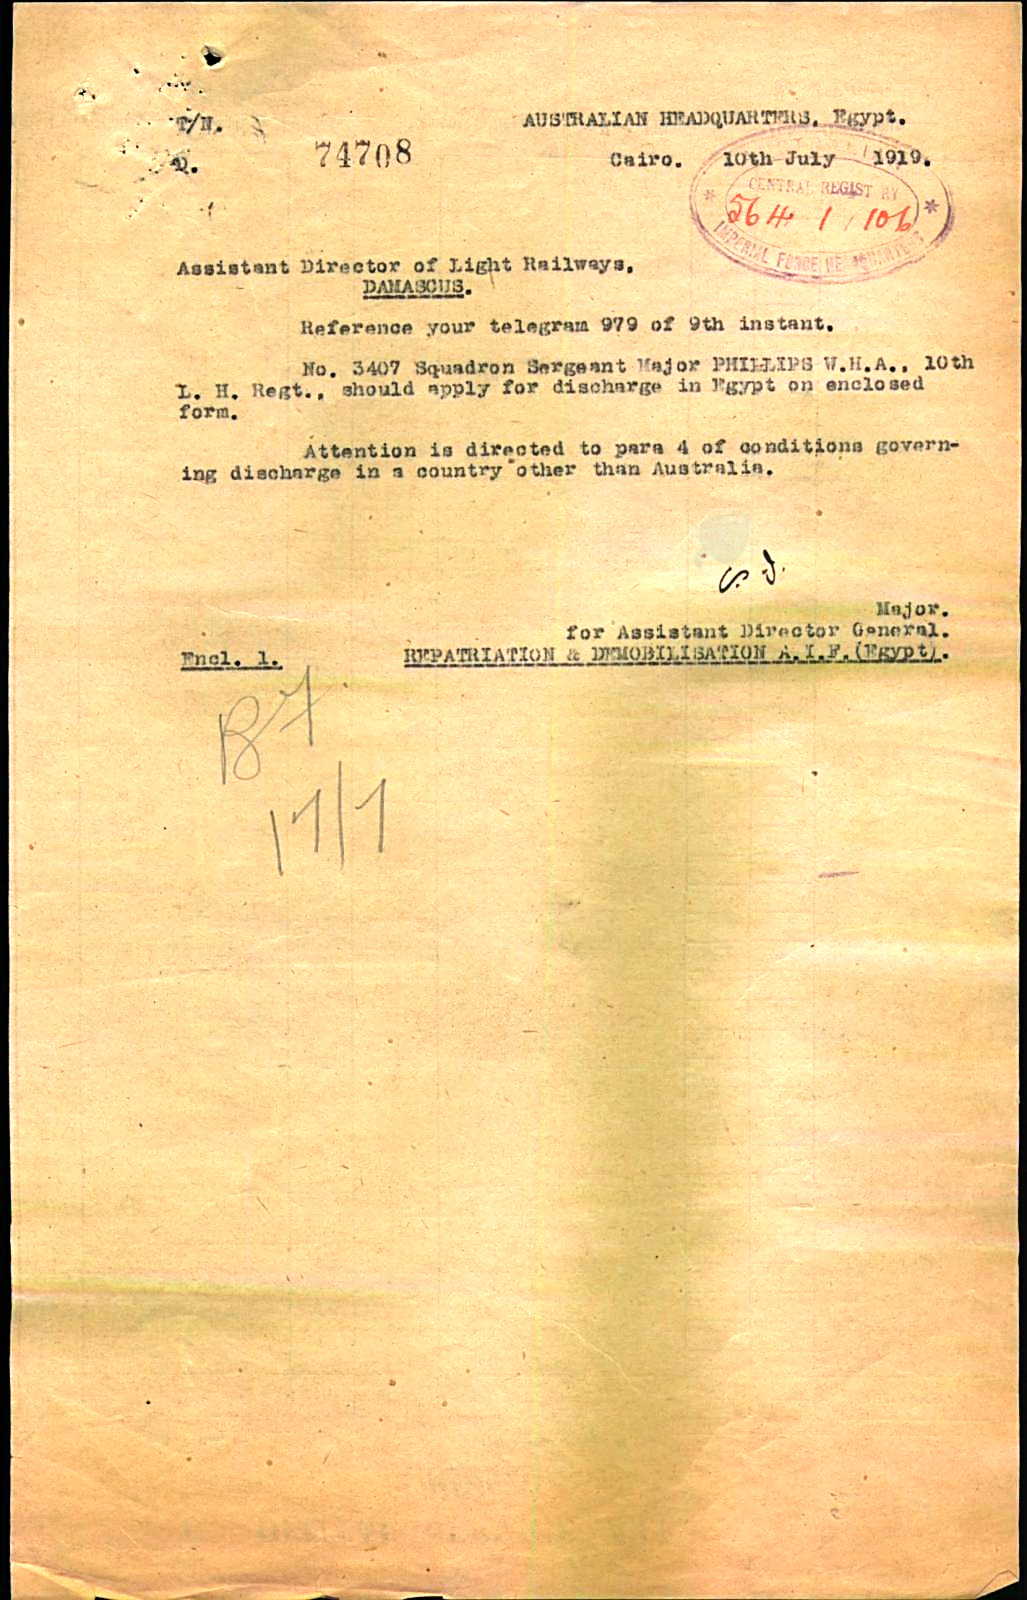 T/N.
D.
74708
AUSTRALIAN HEADQUARTERS. Egypt.
Cairo. 10th July 1919.
CENTRAL REGISTRY
564 1 106
IMPERIAL FORCE HEADQUARTERS
Assistant Director of Light Railways.
DAMASCUS.
Reference your telegram 979 of 9th instant.
No. 3407 Squadron Sergeant Major PHILLIPS W.H.A., 10th
L. H. Regt., should apply for discharge in Egypt on enclosed
form.
Attention is directed to para 4 of conditions govern-
ing discharge in a country other than Australia.
Major.
for Assistant Director General.
Encl. 1. REPATRIATION & DEMOBILISATION A.I.F.(Egypt).
17/7